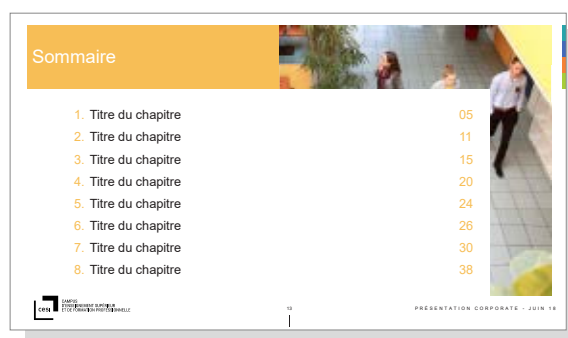 Sommaire
1. Titre du chapitre 05
2. Titre du chapitre 11
3. Titre du chapitre 15
4. Titre du chapitre 20
5. Titre du chapitre 24
6. Titre du chapitre 26
7. Titre du chapitre 30
8. Titre du chapitre 38
cesi
CAMPUS
D'ENSEIGNEMENT SUPÉRIEUR
ET DE FORMATION PROFESSIONNELLE
PRÉSENTATION CORPORATE - JUIN 18